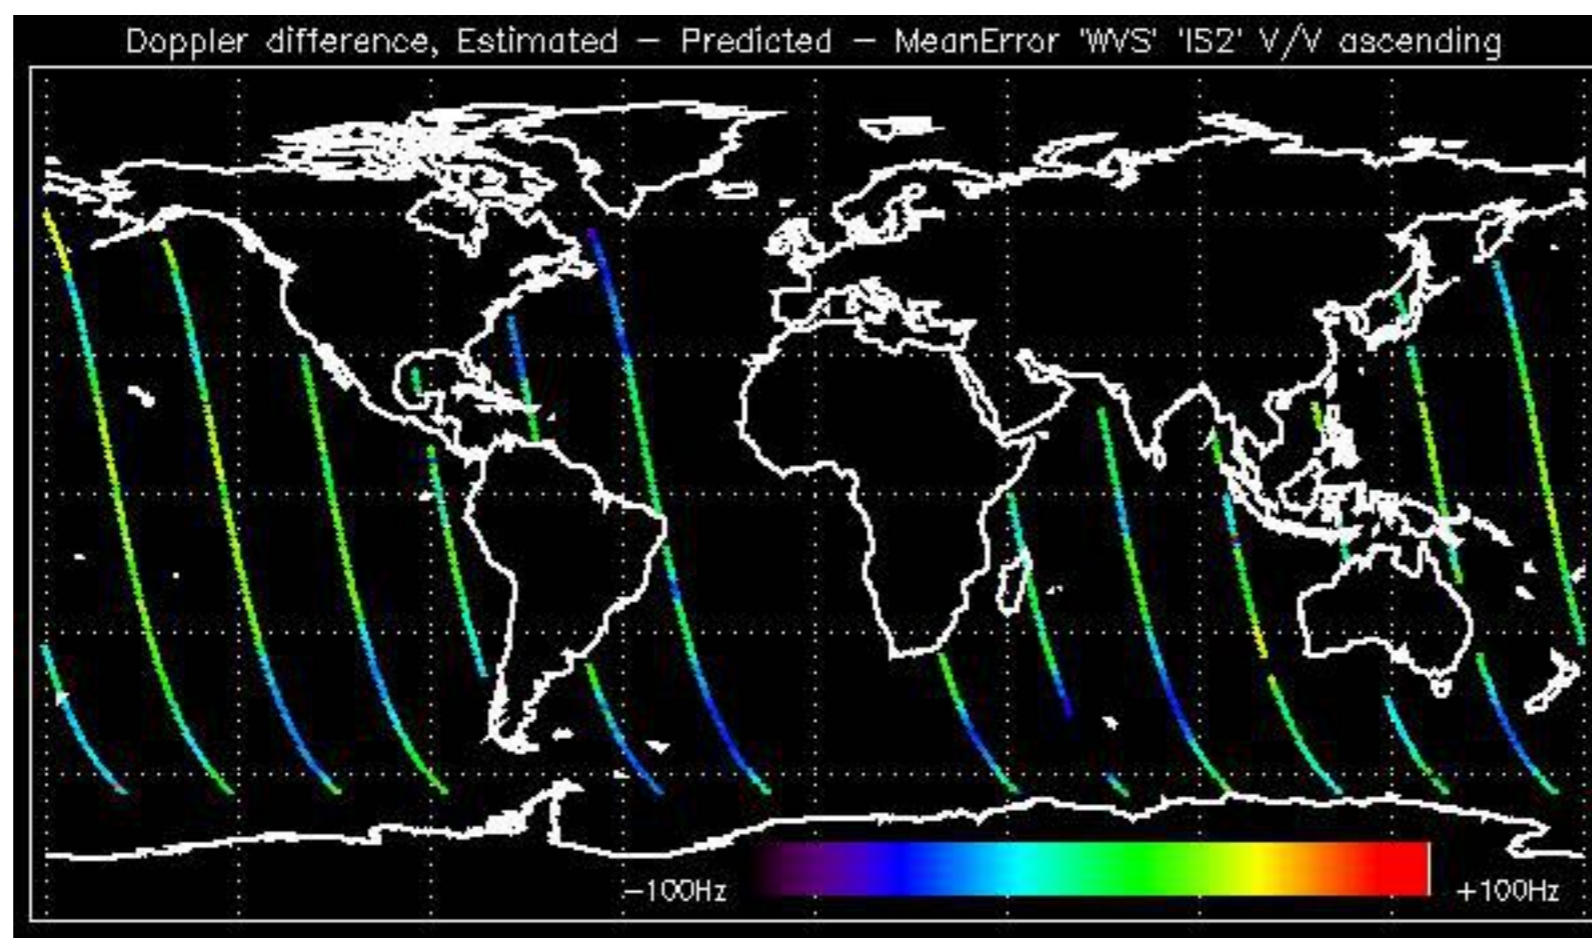 Doppler difference, Estimated − Predicted − MeanError 'WVS' 'IS2' V/V ascending
−100Hz
+100Hz